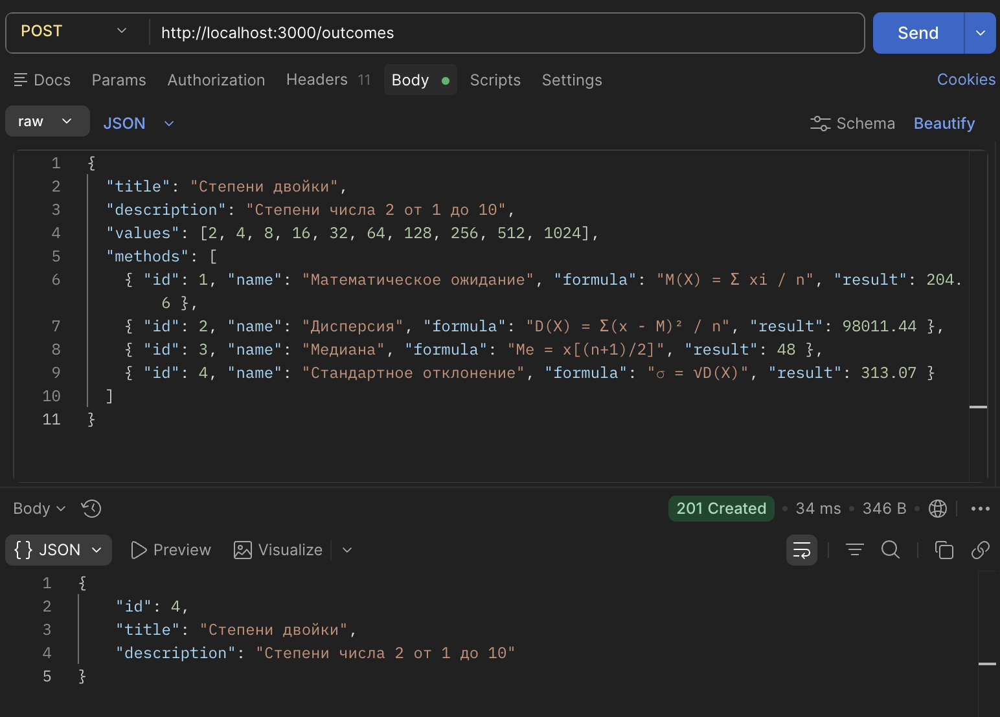 POST http://localhost:3000/outcomes Send
Docs Params Authorization Headers 11 Body Scripts Settings Cookies
raw JSON Schema Beautify
1 {
2 "title": "Степени двойки",
3 "description": "Степени числа 2 от 1 до 10",
4 "values": [2, 4, 8, 16, 32, 64, 128, 256, 512, 1024],
5 "methods": [
6 { "id": 1, "name": "Математическое ожидание", "formula": "M(X) = Σ xi / n", "result": 204.
6 },
7 { "id": 2, "name": "Дисперсия", "formula": "D(X) = Σ(x - M)² / n", "result": 98011.44 },
8 { "id": 3, "name": "Медиана", "formula": "Me = x[(n+1)/2]", "result": 48 },
9 { "id": 4, "name": "Стандартное отклонение", "formula": "σ = √D(X)", "result": 313.07 }
10 ]
11 }
Body 201 Created • 34 ms • 346 B •
{} JSON Preview Visualize
1 {
2 "id": 4,
3 "title": "Степени двойки",
4 "description": "Степени числа 2 от 1 до 10"
5 }